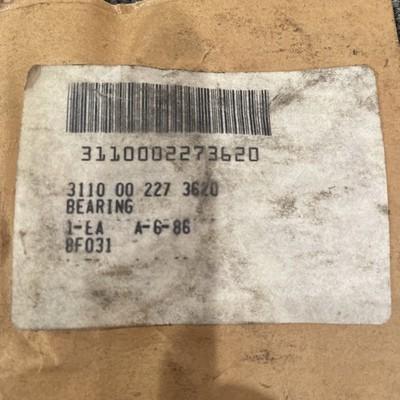 3110002273620
3110 00 227 3620
BEARING
1-EA A-6-86
8F031